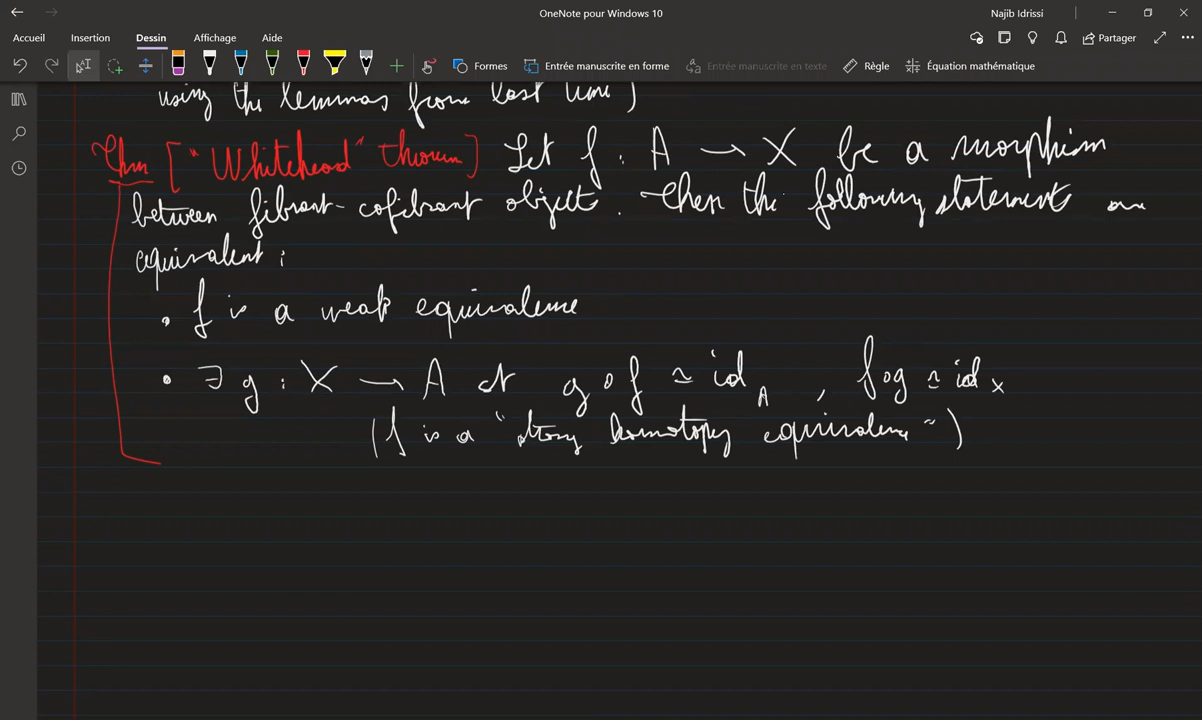 OneNote pour Windows 10
Najib Idrissi
Accueil Insertion Dessin Affichage Aide
Partager
Formes Entrée manuscrite en forme Entrée manuscrite en texte Règle Équation mathématique
using the lemmas from last time)
Thm ["Whitehead" theorem] Let f : A → X be a morphism
between fibrant-cofibrant objects. Then the following statements are
equivalent:
• f is a weak equivalence
• ∃ g : X → A st g ∘ f ≃ id_A , f ∘ g ≃ id_X
(f is a "strong homotopy equivalence")